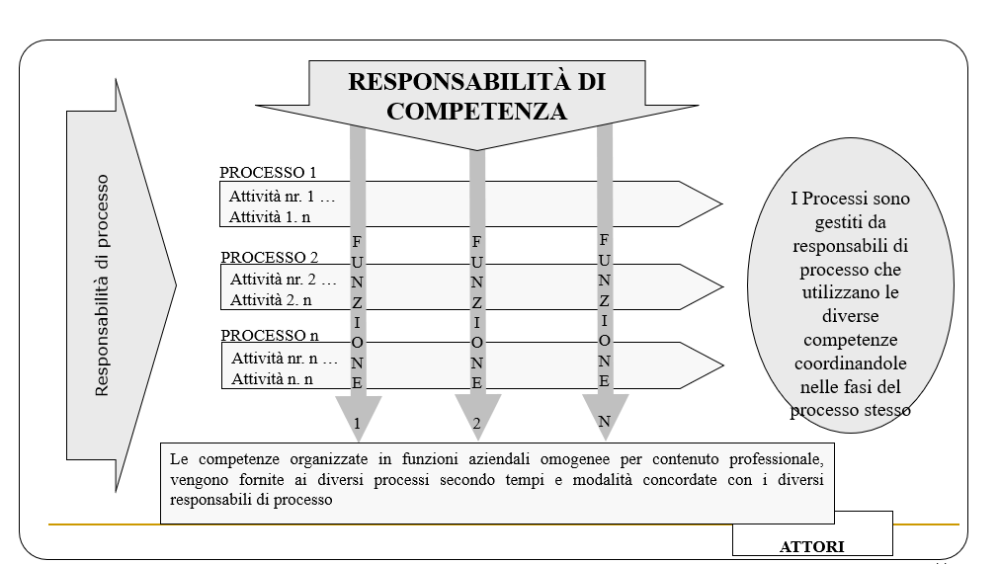 RESPONSABILITÀ DI
COMPETENZA
Responsabilità di processo
PROCESSO 1
Attività nr. 1 …
Attività 1. n
PROCESSO 2
Attività nr. 2 …
Attività 2. n
PROCESSO n
Attività nr. n …
Attività n. n
FUNZIONE 1
FUNZIONE 2
FUNZIONE N
I Processi sono
gestiti da
responsabili di
processo che
utilizzano le
diverse
competenze
coordinandole
nelle fasi del
processo stesso
Le competenze organizzate in funzioni aziendali omogenee per contenuto professionale,
vengono fornite ai diversi processi secondo tempi e modalità concordate con i diversi
responsabili di processo
ATTORI